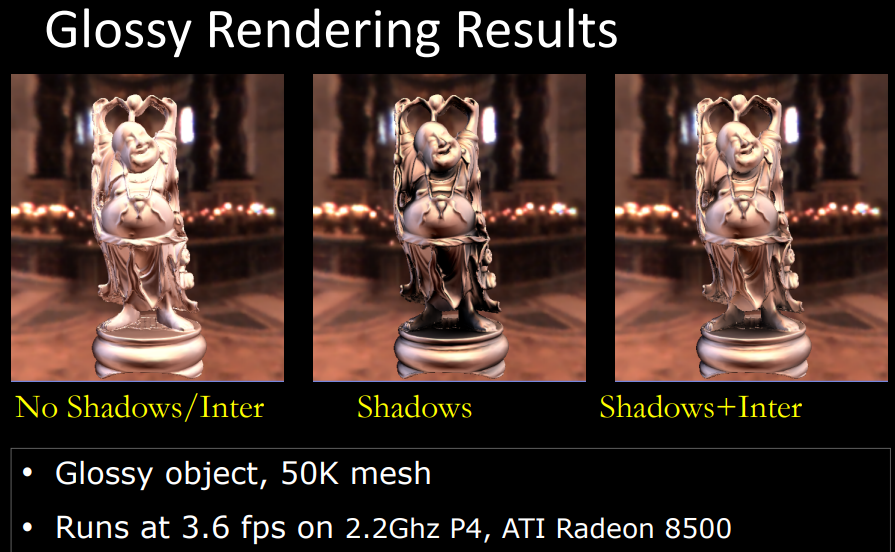 Glossy Rendering Results
No Shadows/Inter
Shadows
Shadows+Inter
• Glossy object, 50K mesh
• Runs at 3.6 fps on 2.2Ghz P4, ATI Radeon 8500